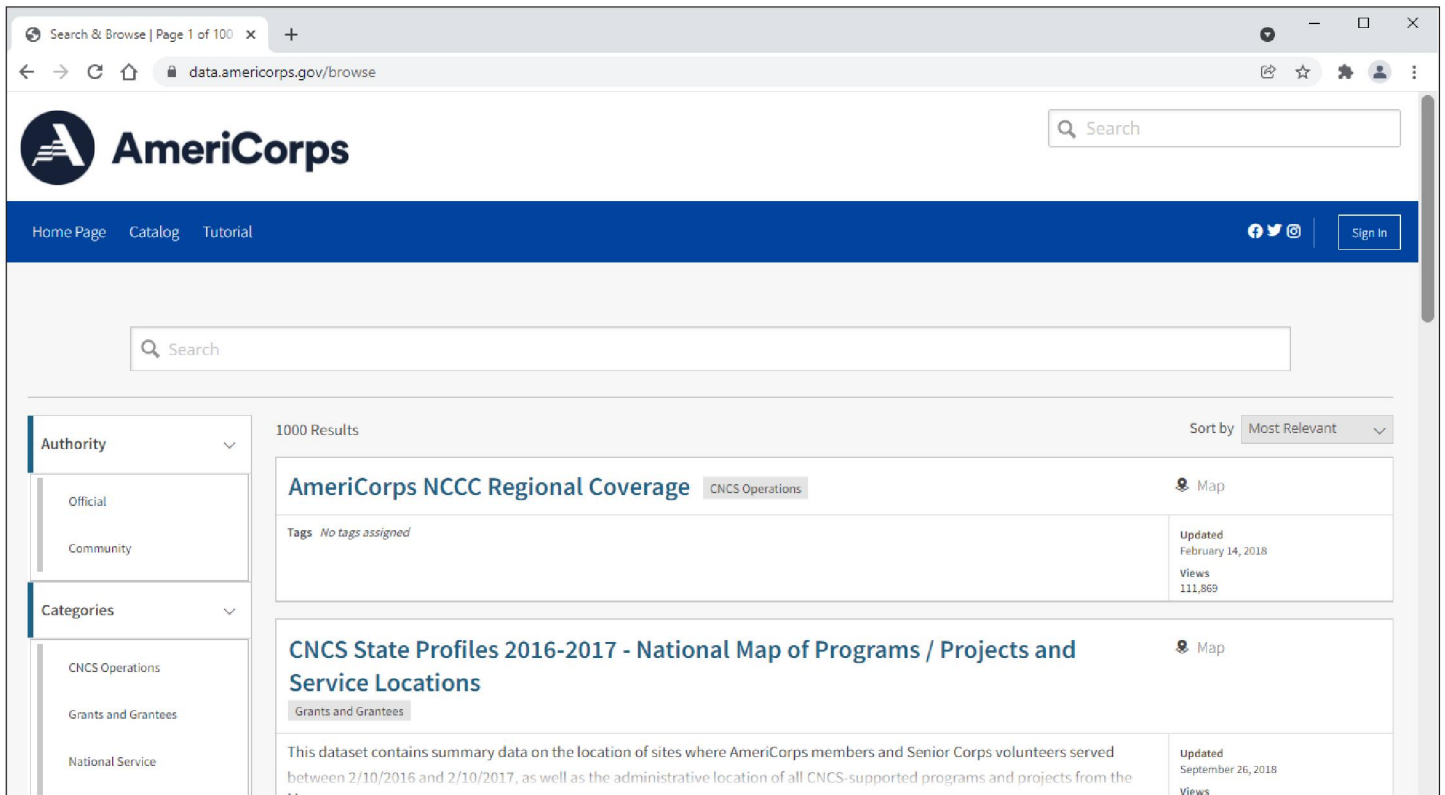 Search & Browse | Page 1 of 100
data.americorps.gov/browse
AmeriCorps
Search
Home Page Catalog Tutorial
Sign In
Search
Authority
Official
Community
Categories
CNCS Operations
Grants and Grantees
National Service
1000 Results
Sort by Most Relevant
AmeriCorps NCCC Regional Coverage CNCS Operations
Map
Tags No tags assigned
Updated
February 14, 2018
Views
111,869
CNCS State Profiles 2016-2017 - National Map of Programs / Projects and
Service Locations
Grants and Grantees
Map
This dataset contains summary data on the location of sites where AmeriCorps members and Senior Corps volunteers served
between 2/10/2016 and 2/10/2017, as well as the administrative location of all CNCS-supported programs and projects from the
Updated
September 26, 2018
Views